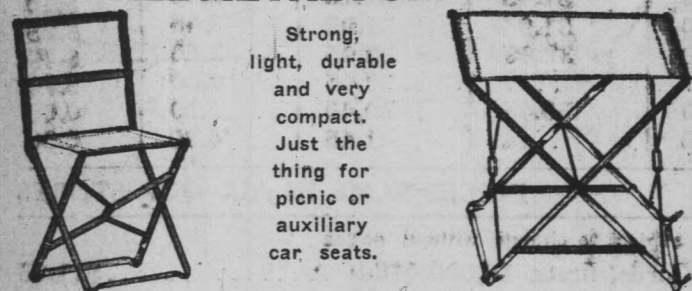 Strong,
light, durable
and very
compact.
Just the
thing for
picnic or
auxiliary
car seats.